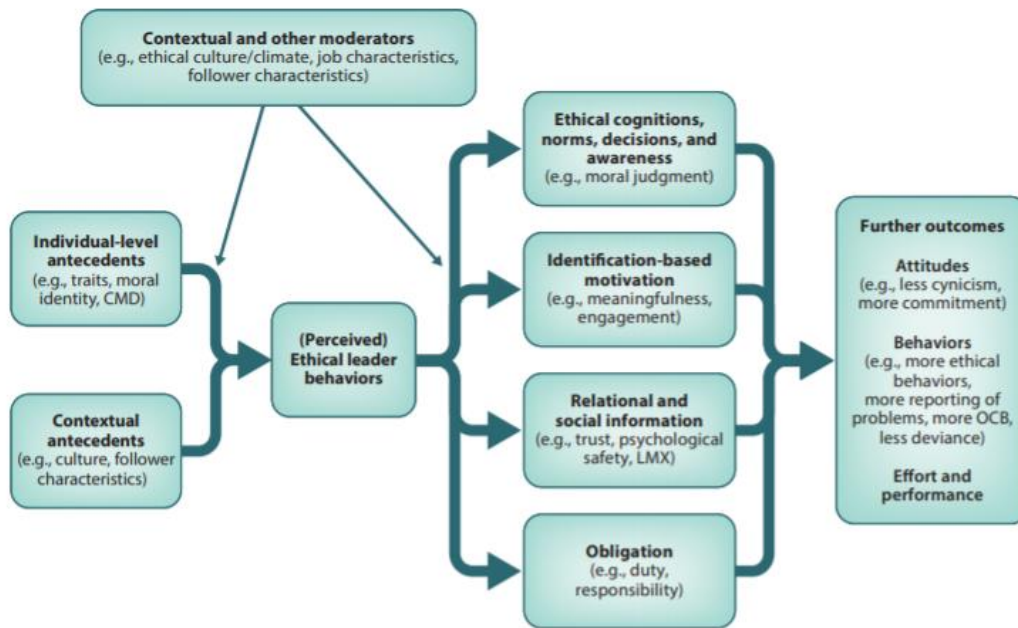 Contextual and other moderators
(e.g., ethical culture/climate, job characteristics,
follower characteristics)
Individual-level
antecedents
(e.g., traits, moral
identity, CMD)
Contextual
antecedents
(e.g., culture, follower
characteristics)
(Perceived)
Ethical leader
behaviors
Ethical cognitions,
norms, decisions, and
awareness
(e.g., moral judgment)
Identification-based
motivation
(e.g., meaningfulness,
engagement)
Relational and
social information
(e.g., trust, psychological
safety, LMX)
Obligation
(e.g., duty,
responsibility)
Further outcomes
Attitudes
(e.g., less cynicism,
more commitment)
Behaviors
(e.g., more ethical
behaviors,
more reporting of
problems, more OCB,
less deviance)
Effort and
performance